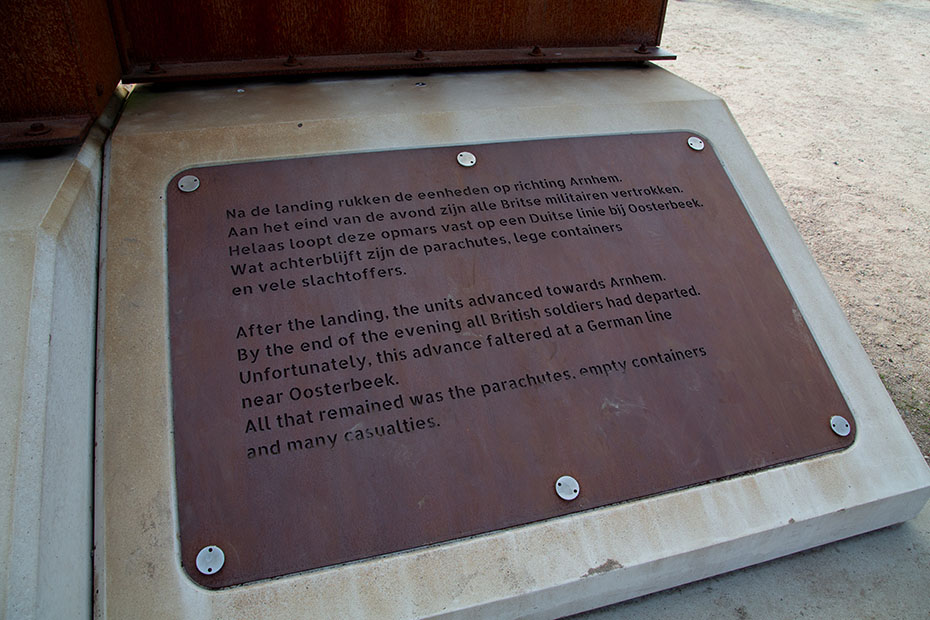 Na de landing rukken de eenheden op richting Arnhem.
Aan het eind van de avond zijn alle Britse militairen vertrokken.
Helaas loopt deze opmars vast op een Duitse linie bij Oosterbeek.
Wat achterblijft zijn de parachutes, lege containers
en vele slachtoffers.
After the landing, the units advanced towards Arnhem.
By the end of the evening all British soldiers had departed.
Unfortunately, this advance faltered at a German line
near Oosterbeek.
All that remained was the parachutes, empty containers
and many casualties.